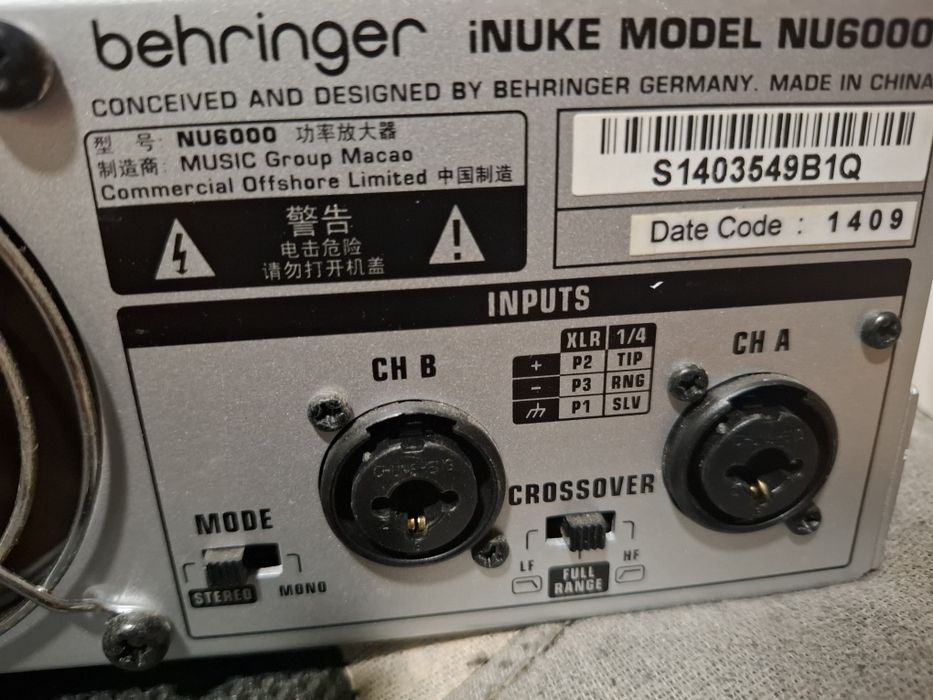 behringer iNUKE MODEL NU6000
CONCEIVED AND DESIGNED BY BEHRINGER GERMANY. MADE IN CHINA
型 号: NU6000 功率放大器
制造商: MUSIC Group Macao
Commercial Offshore Limited 中国制造
警告
电击危险
请勿打开机盖
S1403549B1Q
Date Code : 1409
INPUTS
CH B
XLR 1/4
+ P2 TIP
- P3 RNG
P1 SLV
CH A
CHUNG-SING
MODE
STEREO MONO
CROSSOVER
LF FULL RANGE HF